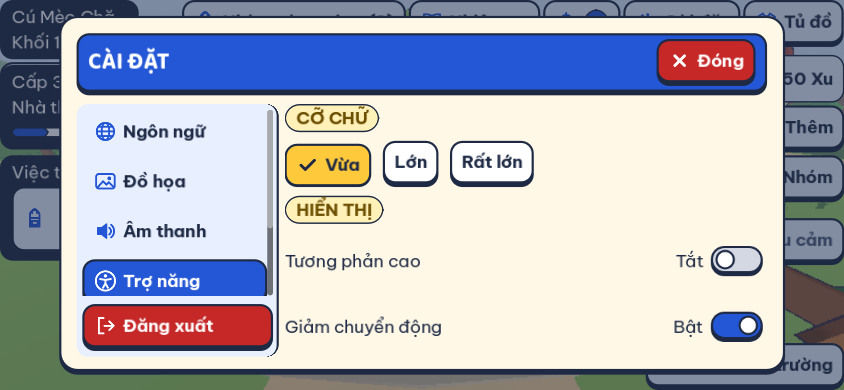 Cú Mèo Chă
Khối 1
Tủ đồ
Cấp 3
50 Xu
Thêm
Việc t
Nhóm
u cảm
trường
CÀI ĐẶT
Đóng
Ngôn ngữ
Đồ họa
Âm thanh
Trợ năng
Đăng xuất
CỠ CHỮ
Vừa
Lớn
Rất lớn
HIỂN THỊ
Tương phản cao
Tắt
Giảm chuyển động
Bật